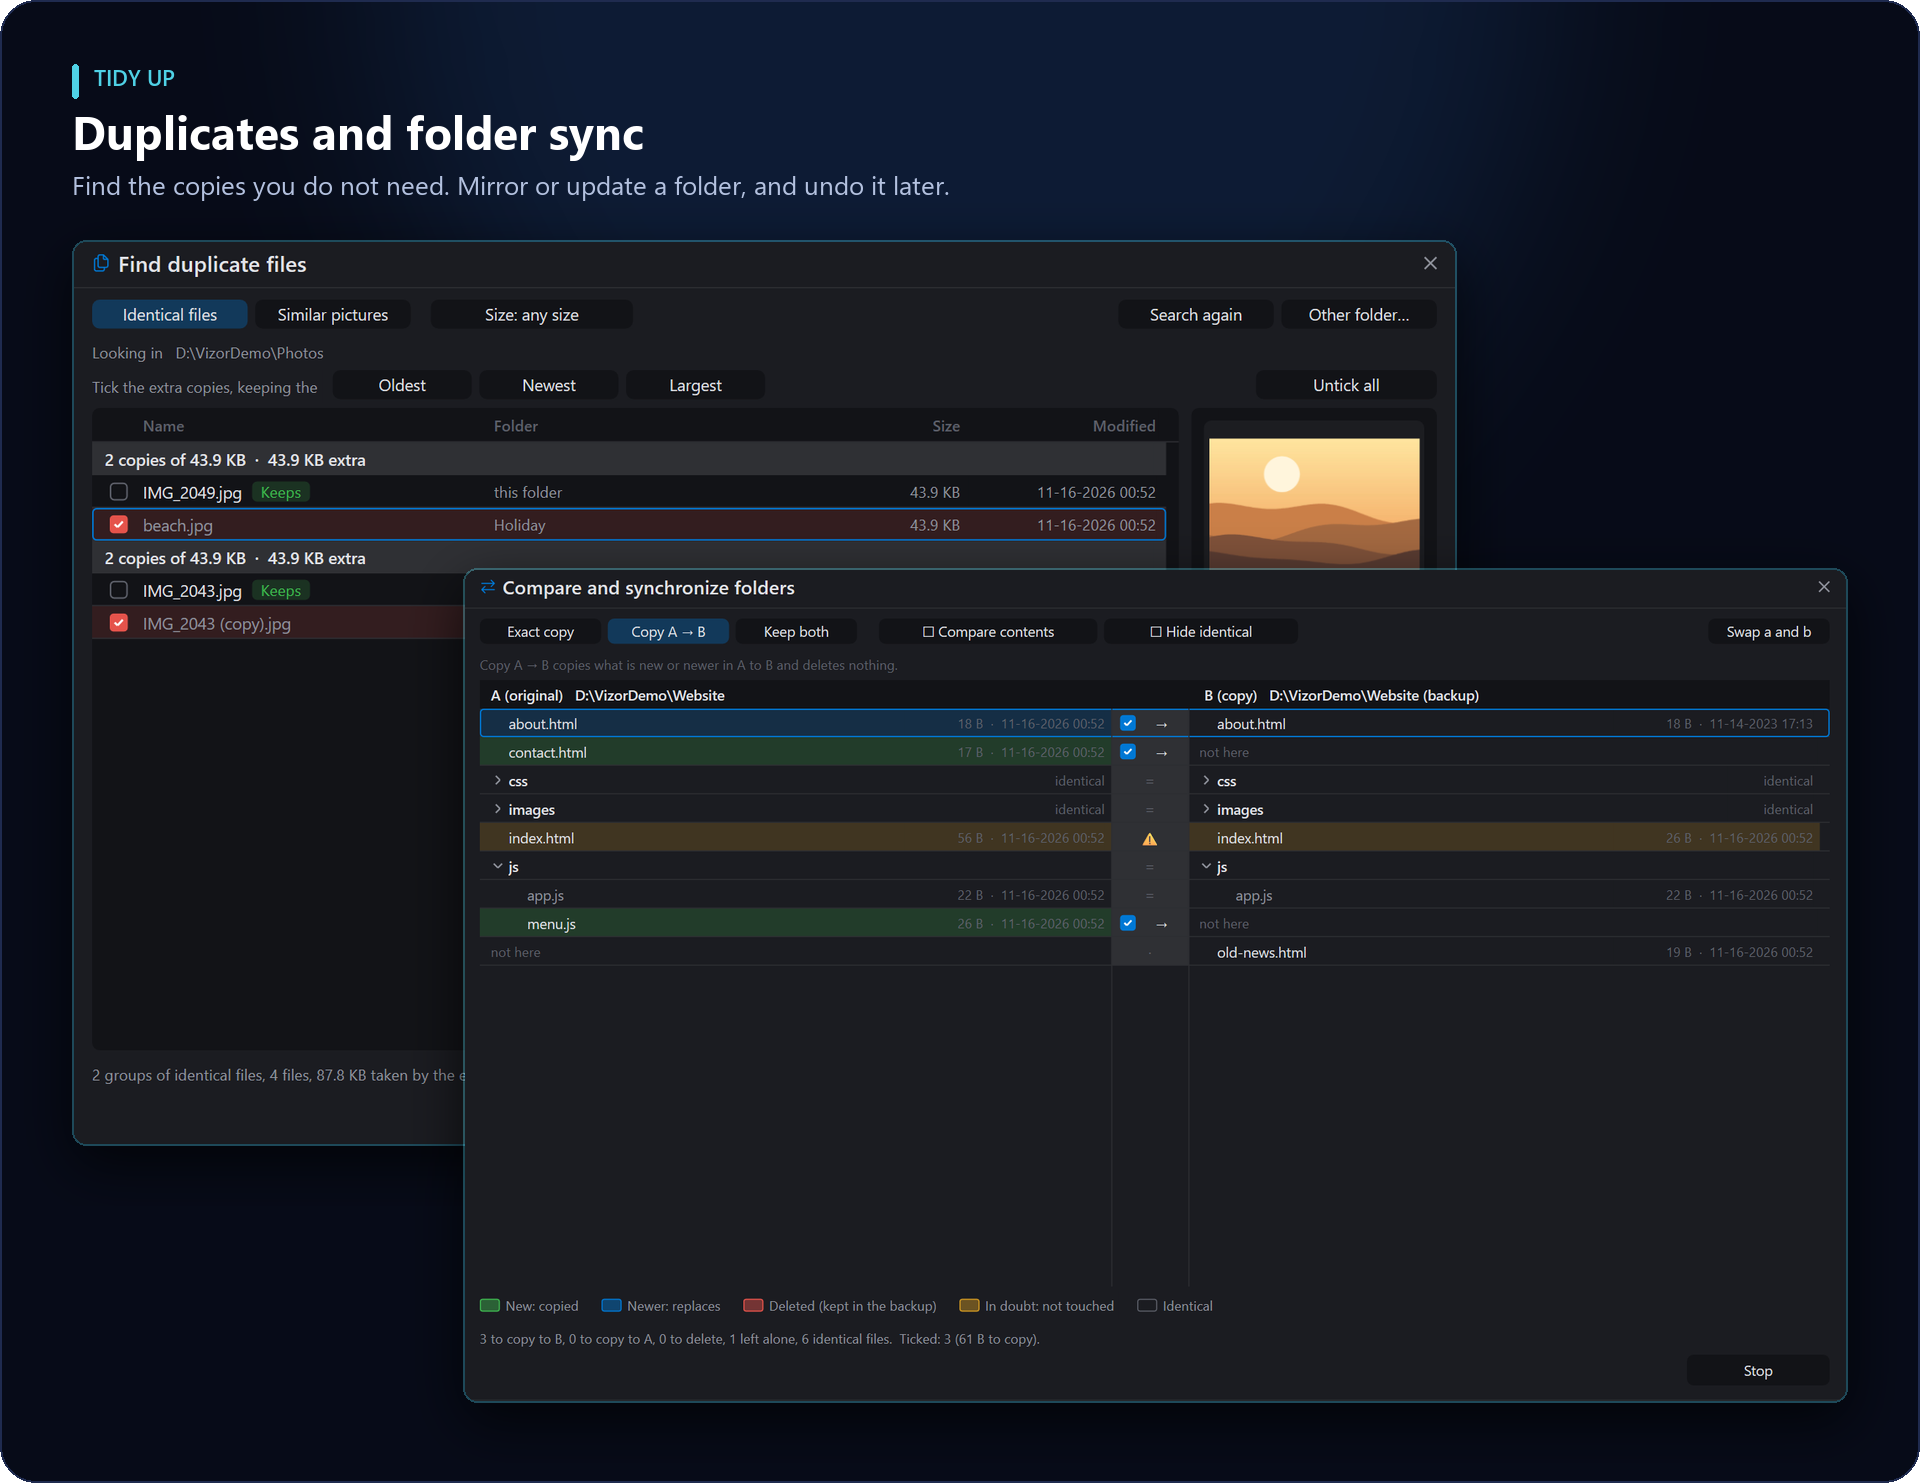 TIDY UP
Duplicates and folder sync
Find the copies you do not need. Mirror or update a folder, and undo it later.
Find duplicate files
Identical files Similar pictures Size: any size Search again Other folder...
Looking in D:\VizorDemo\Photos
Tick the extra copies, keeping the Oldest Newest Largest Untick all
Name Folder Size Modified
2 copies of 43.9 KB · 43.9 KB extra
IMG_2049.jpg Keeps this folder 43.9 KB 11-16-2026 00:52
beach.jpg Holiday 43.9 KB 11-16-2026 00:52
2 copies of 43.9 KB · 43.9 KB extra
IMG_2043.jpg Keeps
IMG_2043 (copy).jpg
2 groups of identical files, 4 files, 87.8 KB taken by the
Compare and synchronize folders
Exact copy Copy A → B Keep both Compare contents Hide identical Swap a and b
Copy A → B copies what is new or newer in A to B and deletes nothing.
A (original) D:\VizorDemo\Website B (copy) D:\VizorDemo\Website (backup)
about.html 18 B · 11-16-2026 00:52 → about.html 18 B · 11-14-2023 17:13
contact.html 17 B · 11-16-2026 00:52 → not here
css identical = css identical
images identical = images identical
index.html 56 B · 11-16-2026 00:52 index.html 26 B · 11-16-2026 00:52
js = js
app.js 22 B · 11-16-2026 00:52 = app.js 22 B · 11-16-2026 00:52
menu.js 26 B · 11-16-2026 00:52 → not here
not here · old-news.html 19 B · 11-16-2026 00:52
New: copied Newer: replaces Deleted (kept in the backup) In doubt: not touched Identical
3 to copy to B, 0 to copy to A, 0 to delete, 1 left alone, 6 identical files. Ticked: 3 (61 B to copy).
Stop